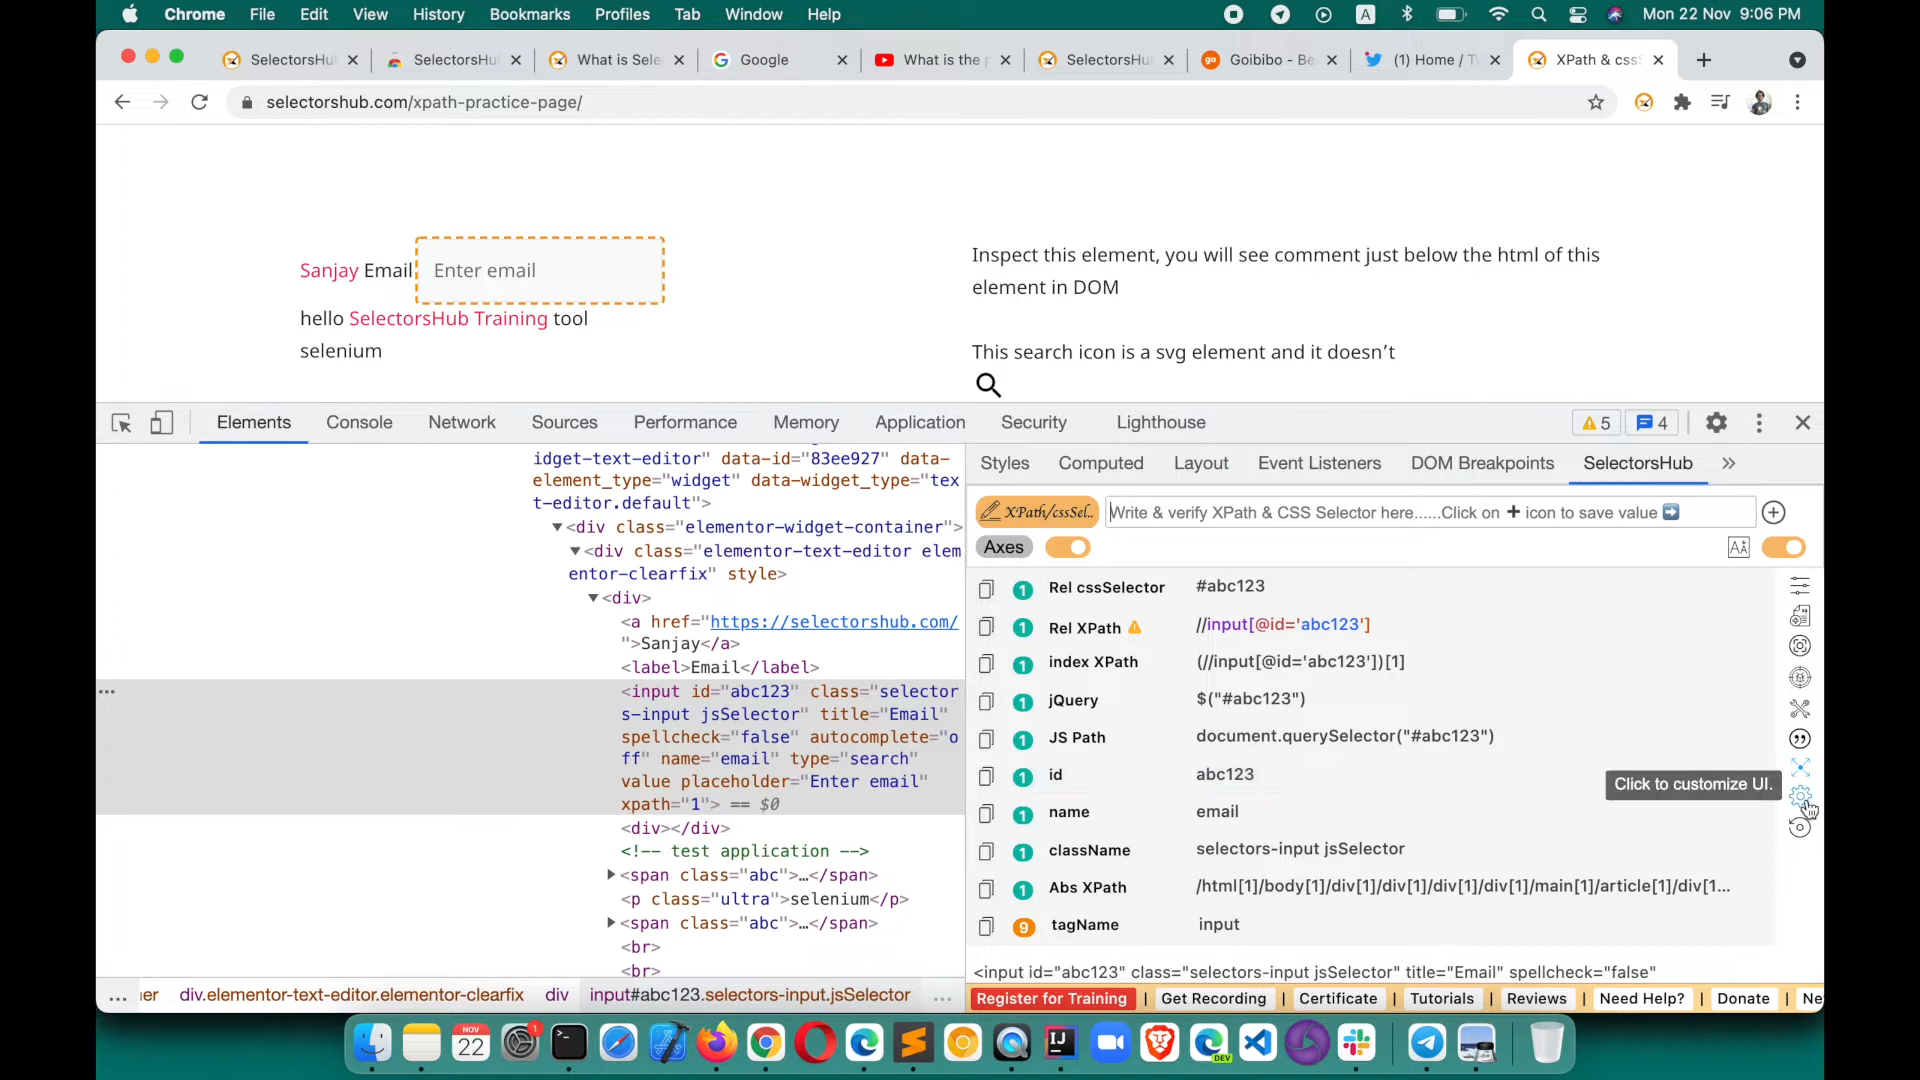 Chrome File Edit View History Bookmarks Profiles Tab Window Help
A
Mon 22 Nov 9:06 PM
SelectorsHu
SelectorsHu
What is Sele
Google
What is the
SelectorsHu
Goibibo - Be
(1) Home / T
XPath & css
selectorshub.com/xpath-practice-page/
Sanjay Email
Enter email
hello SelectorsHub Training tool
selenium
Inspect this element, you will see comment just below the html of this
element in DOM
This search icon is a svg element and it doesn’t
Elements Console Network Sources Performance Memory Application Security Lighthouse
5
4
idget-text-editor" data-id="83ee927" data-
element_type="widget" data-widget_type="tex
t-editor.default">
<div class="elementor-widget-container">
<div class="elementor-text-editor elem
entor-clearfix" style>
<div>
<a href="https://selectorshub.com/
">Sanjay</a>
<label>Email</label>
<input id="abc123" class="selector
s-input jsSelector" title="Email"
spellcheck="false" autocomplete="o
ff" name="email" type="search"
value placeholder="Enter email"
xpath="1"> == $0
<div></div>
<!-- test application -->
<span class="abc">…</span>
<p class="ultra">selenium</p>
<span class="abc">…</span>
<br>
<br>
... ier div.elementor-text-editor.elementor-clearfix div input#abc123.selectors-input.jsSelector ...
Styles Computed Layout Event Listeners DOM Breakpoints SelectorsHub »
XPath/cssSel..
Write & verify XPath & CSS Selector here......Click on + icon to save value
Axes
1 Rel cssSelector #abc123
1 Rel XPath //input[@id='abc123']
1 index XPath (//input[@id='abc123'])[1]
1 jQuery $("#abc123")
1 JS Path document.querySelector("#abc123")
1 id abc123
Click to customize UI.
1 name email
1 className selectors-input jsSelector
1 Abs XPath /html[1]/body[1]/div[1]/div[1]/div[1]/div[1]/main[1]/article[1]/div[1...
9 tagName input
<input id="abc123" class="selectors-input jsSelector" title="Email" spellcheck="false"
Register for Training | Get Recording | Certificate | Tutorials | Reviews | Need Help? | Donate | Ne
NOV
22
1
IJ
DEV